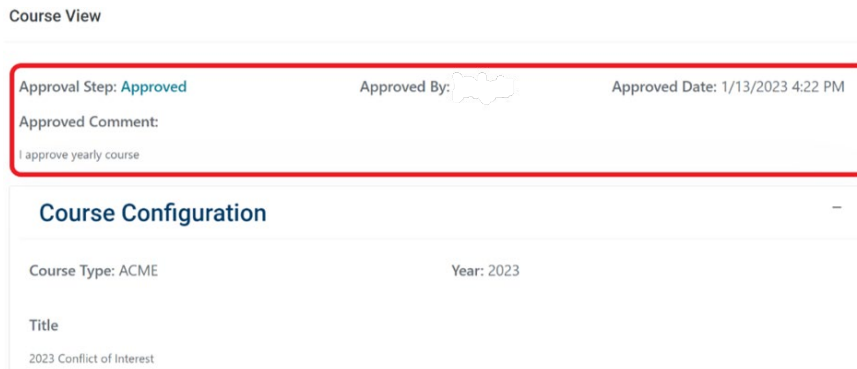 Course View
Approval Step: Approved Approved By: Approved Date: 1/13/2023 4:22 PM
Approved Comment:
I approve yearly course
Course Configuration
Course Type: ACME Year: 2023
Title
2023 Conflict of Interest